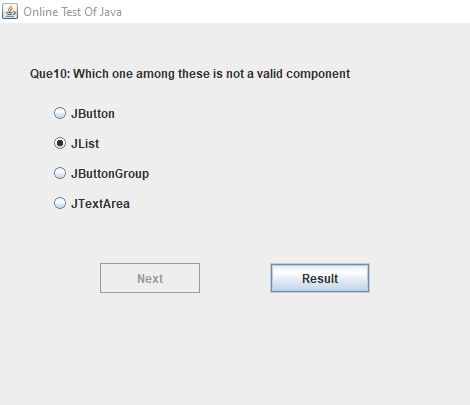 Online Test Of Java
Que10: Which one among these is not a valid component
JButton
JList
JButtonGroup
JTextArea
Next Result